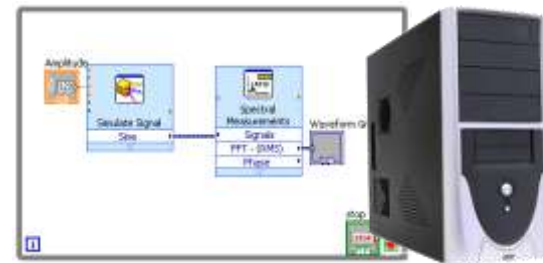 Amplitude
Simulate Signal
Sine
Spectral
Measurements
Signals
FFT - (RMS)
Phase
Waveform Gr
stop
i